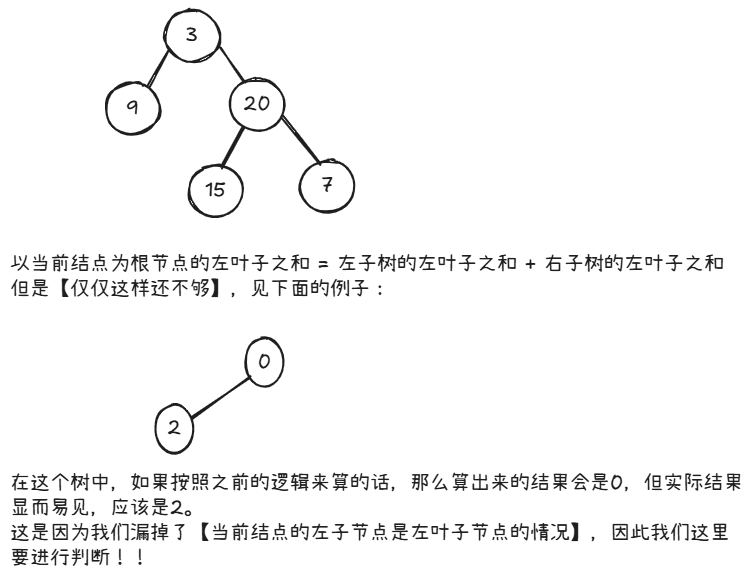 3
9
20
15
7
以当前结点为根节点的左叶子之和 = 左子树的左叶子之和 + 右子树的左叶子之和
但是【仅仅这样还不够】，见下面的例子：
0
2
在这个树中，如果按照之前的逻辑来算的话，那么算出来的结果会是0，但实际结果
显而易见，应该是2。
这是因为我们漏掉了【当前结点的左子节点是左叶子节点的情况】，因此我们这里
要进行判断！！